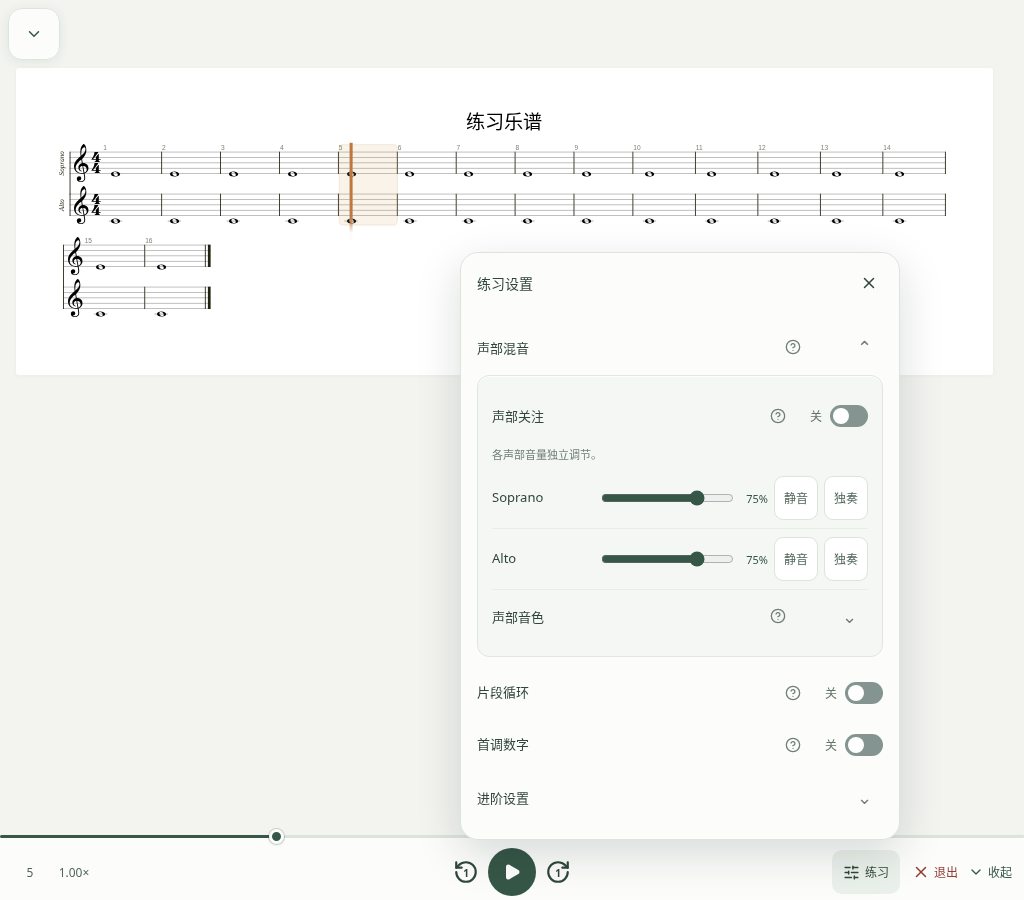 练习乐谱
1 2 3 4 5 6 7 8 9 10 11 12 13 14
Soprano
Alto
15 16
练习设置
声部混音
声部关注 关
各声部音量独立调节。
Soprano 75% 静音 独奏
Alto 75% 静音 独奏
声部音色
片段循环 关
首调数字 关
进阶设置
5 1.00× 1 1 练习 退出 收起